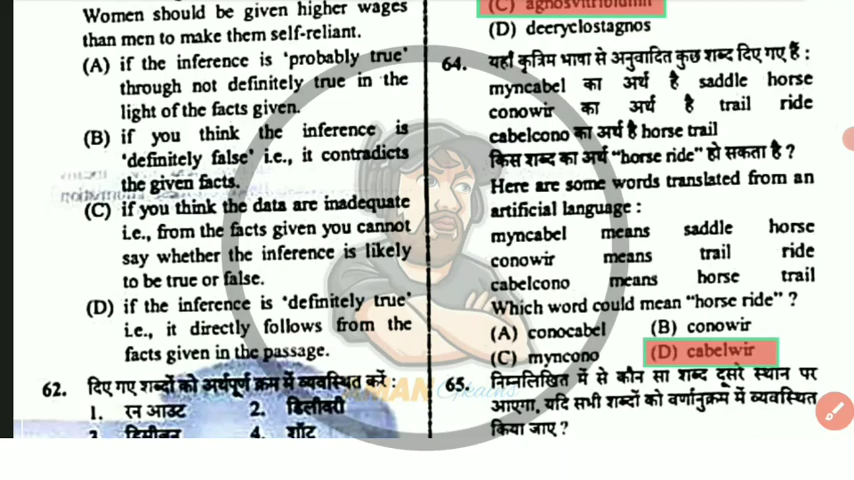 Women should be given higher wages
than men to make them self-reliant.
(A) if the inference is ‘probably true’
through not definitely true in the
light of the facts given.
(B) if you think the inference is
‘definitely false’ i.e., it contradicts
the given facts.
(C) if you think the data are inadequate
i.e., from the facts given you cannot
say whether the inference is likely
to be true or false.
(D) if the inference is ‘definitely true’
i.e., it directly follows from the
facts given in the passage.
62. दिए गए शब्दों को अर्थपूर्ण क्रम में व्यवस्थित करें :
1. रन आउट 2. डिलीवरी
4. शॉट
(C)
(D) deeryclostagnos
64. यहाँ कृत्रिम भाषा से अनुवादित कुछ शब्द दिए गए हैं :
myncabel का अर्थ है saddle horse
conowir का अर्थ है trail ride
cabelcono का अर्थ है horse trail
किस शब्द का अर्थ “horse ride” हो सकता है ?
Here are some words translated from an
artificial language :
myncabel means saddle horse
conowir means trail ride
cabelcono means horse trail
Which word could mean “horse ride” ?
(A) conocabel (B) conowir
(C) myncono (D) cabelwir
65. निम्नलिखित में से कौन सा शब्द दूसरे स्थान पर
आएगा, यदि सभी शब्दों को वर्णानुक्रम में व्यवस्थित
किया जाए ?